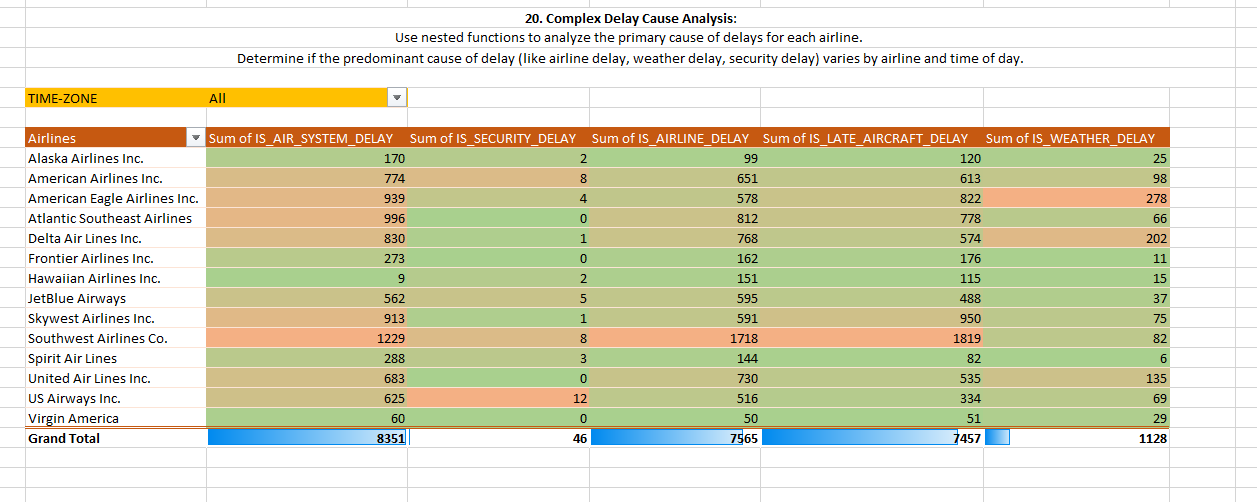 20. Complex Delay Cause Analysis:
Use nested functions to analyze the primary cause of delays for each airline.
Determine if the predominant cause of delay (like airline delay, weather delay, security delay) varies by airline and time of day.
TIME-ZONE All
Airlines Sum of IS_AIR_SYSTEM_DELAY Sum of IS_SECURITY_DELAY Sum of IS_AIRLINE_DELAY Sum of IS_LATE_AIRCRAFT_DELAY Sum of IS_WEATHER_DELAY
Alaska Airlines Inc. 170 2 99 120 25
American Airlines Inc. 774 8 651 613 98
American Eagle Airlines Inc. 939 4 578 822 278
Atlantic Southeast Airlines 996 0 812 778 66
Delta Air Lines Inc. 830 1 768 574 202
Frontier Airlines Inc. 273 0 162 176 11
Hawaiian Airlines Inc. 9 2 151 115 15
JetBlue Airways 562 5 595 488 37
Skywest Airlines Inc. 913 1 591 950 75
Southwest Airlines Co. 1229 8 1718 1819 82
Spirit Air Lines 288 3 144 82 6
United Air Lines Inc. 683 0 730 535 135
US Airways Inc. 625 12 516 334 69
Virgin America 60 0 50 51 29
Grand Total 8351 46 7565 7457 1128